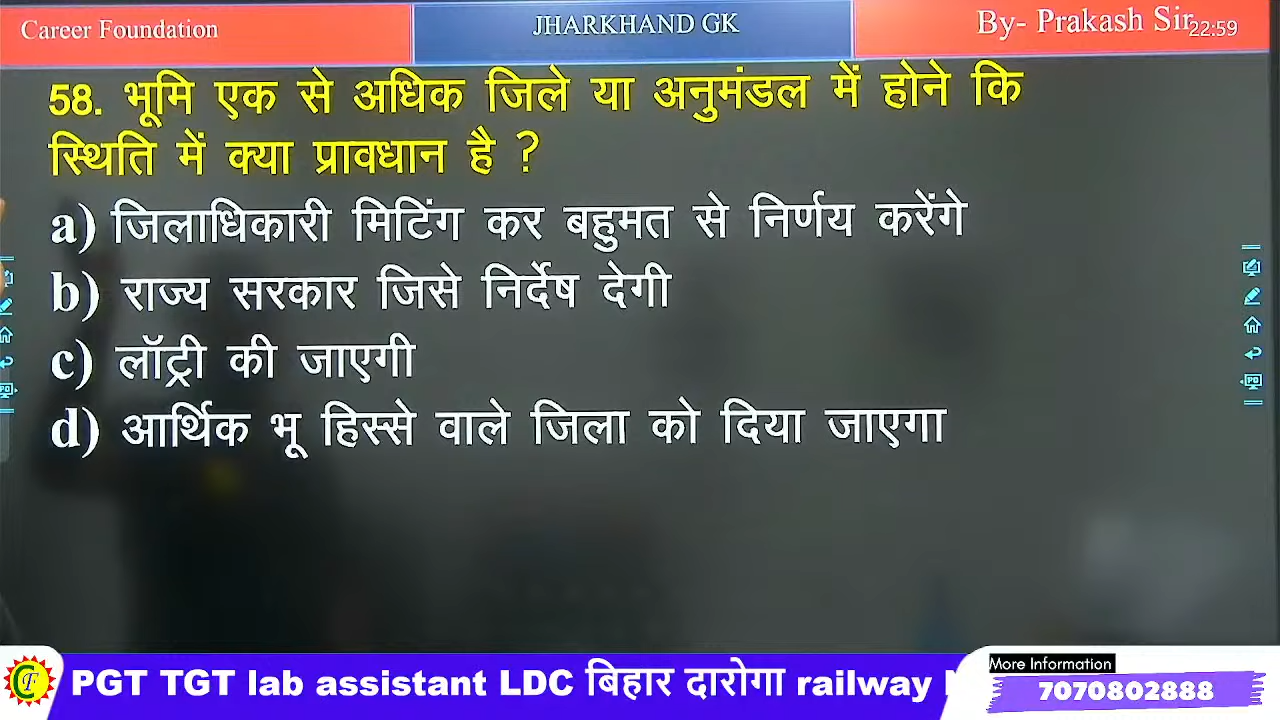 Career Foundation
JHARKHAND GK
By- Prakash Sir
22:59
58. भूमि एक से अधिक जिले या अनुमंडल में होने कि
स्थिति में क्या प्रावधान है ?
a) जिलाधिकारी मिटिंग कर बहुमत से निर्णय करेंगे
b) राज्य सरकार जिसे निर्देष देगी
c) लॉट्री की जाएगी
d) आर्थिक भू हिस्से वाले जिला को दिया जाएगा
More Information
PGT TGT lab assistant LDC बिहार दारोगा railway
7070802888